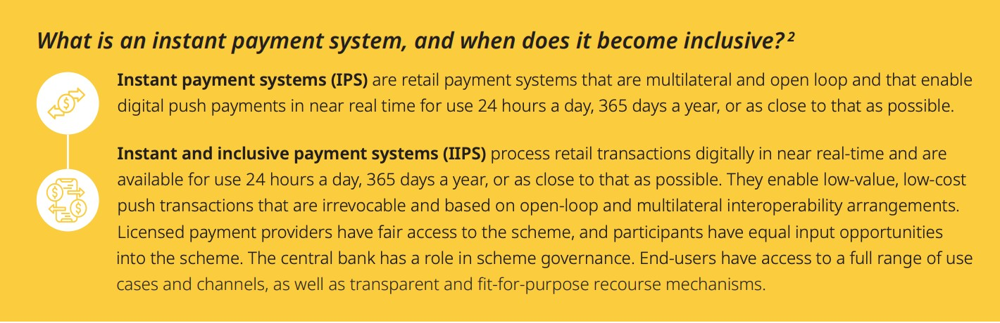 What is an instant payment system, and when does it become inclusive? ²
Instant payment systems (IPS) are retail payment systems that are multilateral and open loop and that enable
digital push payments in near real time for use 24 hours a day, 365 days a year, or as close to that as possible.
Instant and inclusive payment systems (IIPS) process retail transactions digitally in near real-time and are
available for use 24 hours a day, 365 days a year, or as close to that as possible. They enable low-value, low-cost
push transactions that are irrevocable and based on open-loop and multilateral interoperability arrangements.
Licensed payment providers have fair access to the scheme, and participants have equal input opportunities
into the scheme. The central bank has a role in scheme governance. End-users have access to a full range of use
cases and channels, as well as transparent and fit-for-purpose recourse mechanisms.